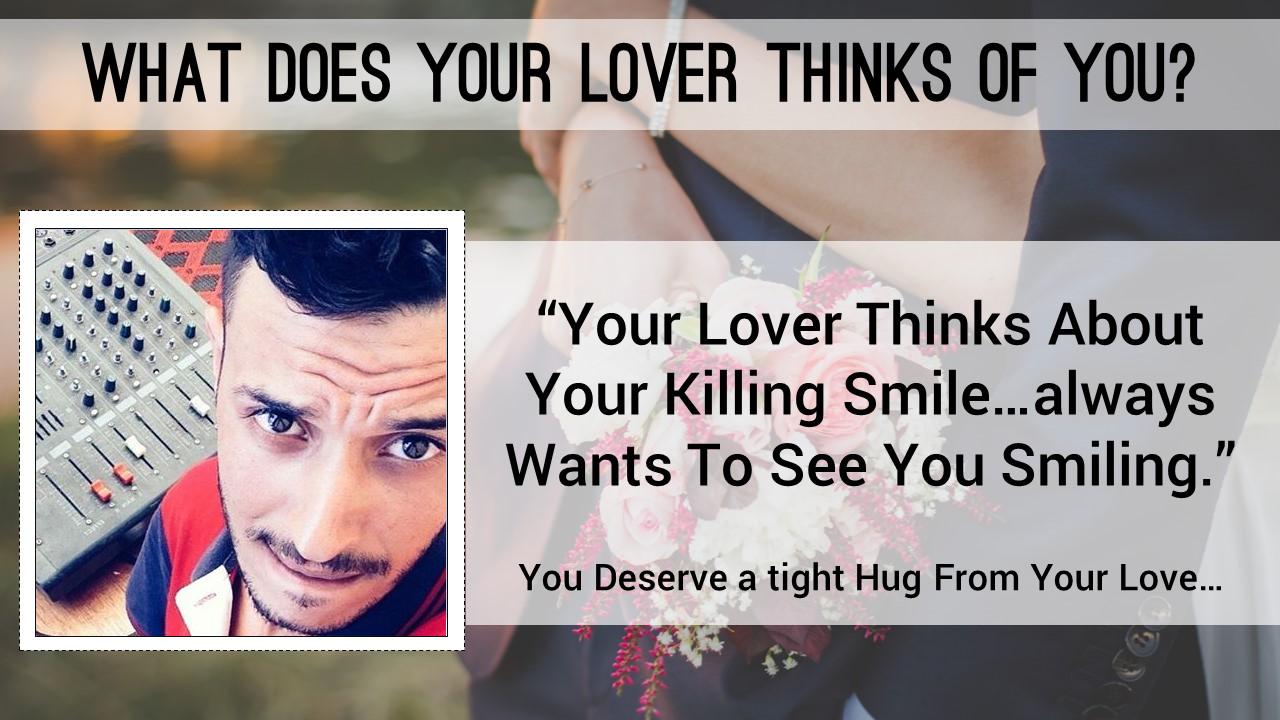 WHAT DOES YOUR LOVER THINKS OF YOU?
“Your Lover Thinks About
Your Killing Smile...always
Wants To See You Smiling.”
You Deserve a tight Hug From Your Love...